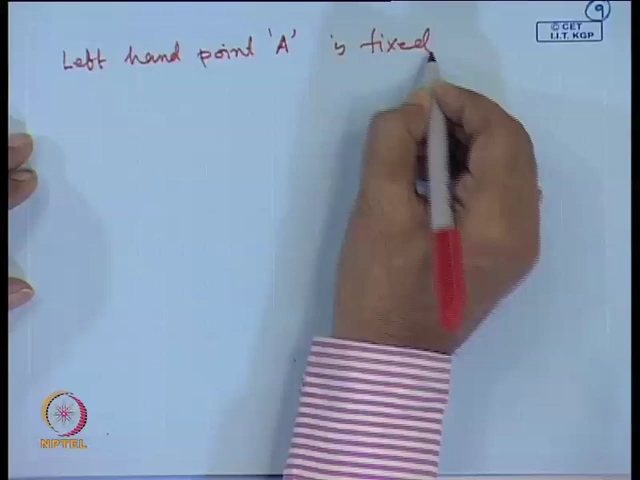 9
© CET
I.I.T. KGP
Left hand point 'A' is fixed
NPTEL